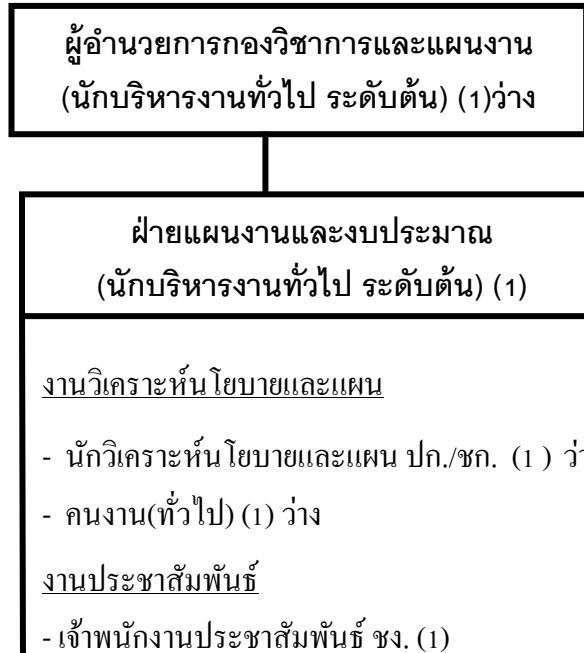 ผู้อำนวยการกองวิชาการและแผนงาน
(นักบริหารงานทั่วไป ระดับต้น) (1)ว่าง
ฝ่ายแผนงานและงบประมาณ
(นักบริหารงานทั่วไป ระดับต้น) (1)
งานวิเคราะห์นโยบายและแผน
- นักวิเคราะห์นโยบายและแผน ปก./ชก. (1 )
- คนงาน(ทั่วไป) (1) ว่าง
งานประชาสัมพันธ์
- เจ้าพนักงานประชาสัมพันธ์ ชง. (1)